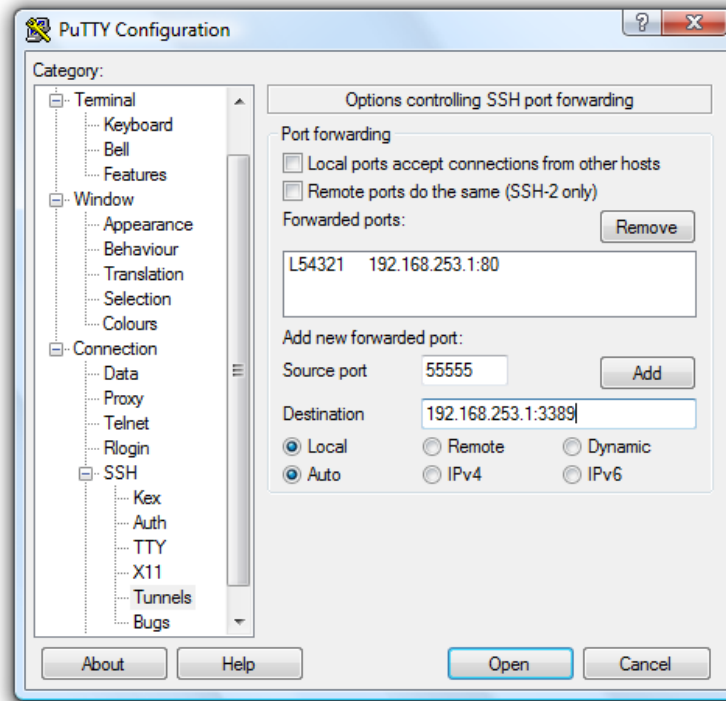 PuTTY Configuration
?
X
Category:
Terminal
Keyboard
Bell
Features
Window
Appearance
Behaviour
Translation
Selection
Colours
Connection
Data
Proxy
Telnet
Rlogin
SSH
Kex
Auth
TTY
X11
Tunnels
Bugs
Options controlling SSH port forwarding
Port forwarding
Local ports accept connections from other hosts
Remote ports do the same (SSH-2 only)
Forwarded ports:
Remove
L54321 192.168.253.1:80
Add new forwarded port:
Source port 55555 Add
Destination 192.168.253.1:3389
Local Remote Dynamic
Auto IPv4 IPv6
About Help Open Cancel